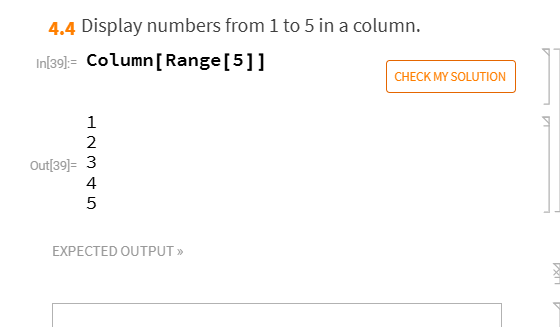 4.4 Display numbers from 1 to 5 in a column.
In[39]:= Column[Range[5]]
CHECK MY SOLUTION
1
2
Out[39]= 3
4
5
EXPECTED OUTPUT »